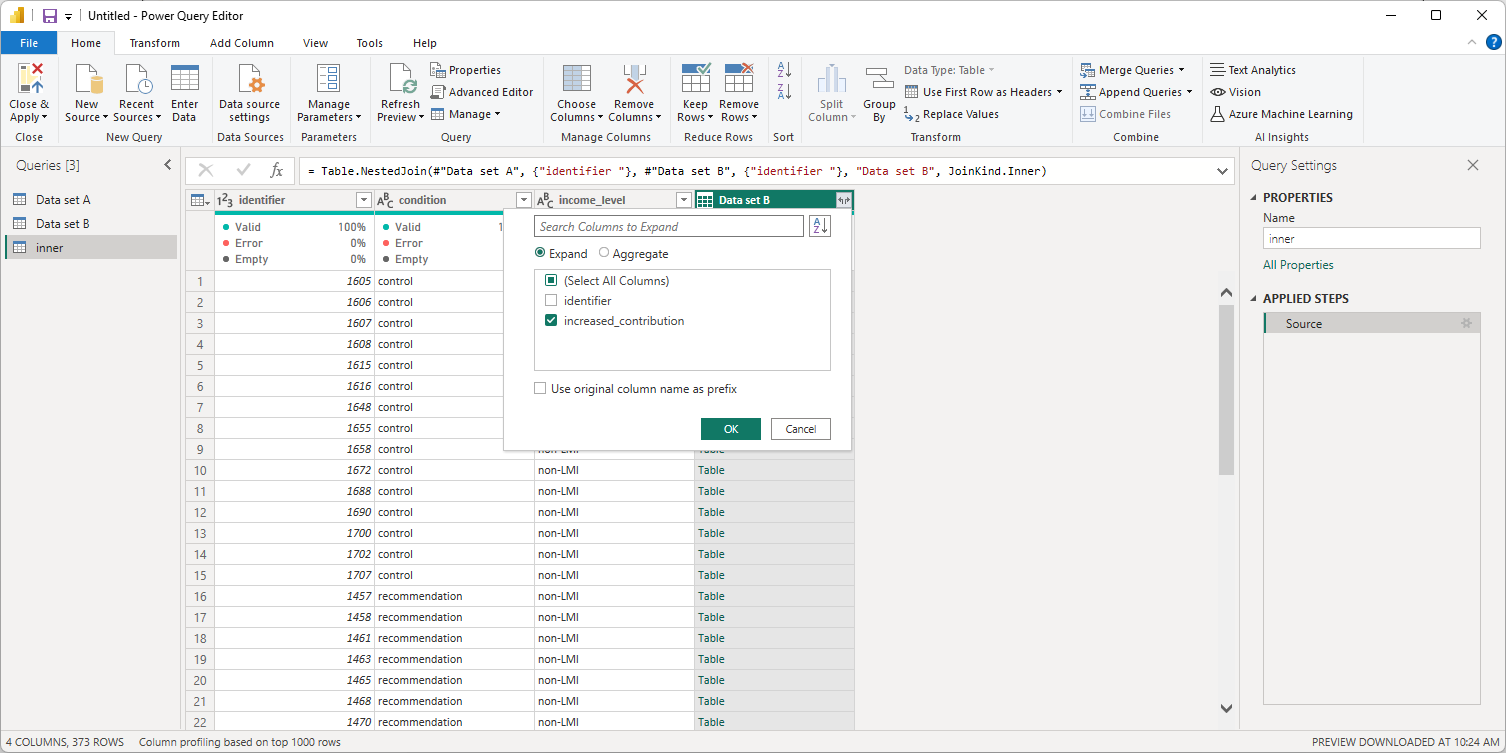 Untitled - Power Query Editor
File Home Transform Add Column View Tools Help
Close & Apply
Close
New Source
Recent Sources
Enter Data
New Query
Data source settings
Data Sources
Manage Parameters
Parameters
Refresh Preview
Properties
Advanced Editor
Manage
Query
Choose Columns
Remove Columns
Manage Columns
Keep Rows
Remove Rows
Reduce Rows
Sort
Split Column
Group By
Data Type: Table
Use First Row as Headers
Replace Values
Transform
Merge Queries
Append Queries
Combine Files
Combine
Text Analytics
Vision
Azure Machine Learning
AI Insights
Queries [3]
Data set A
Data set B
inner
fx
= Table.NestedJoin(#"Data set A", {"identifier "}, #"Data set B", {"identifier "}, "Data set B", JoinKind.Inner)
123 identifier ABC condition ABC income_level Data set B
Valid 100% Valid 1
Error 0% Error
Empty 0% Empty
Search Columns to Expand
AZ
Expand Aggregate
(Select All Columns)
identifier
increased_contribution
Use original column name as prefix
OK Cancel
1 1605 control
2 1606 control
3 1607 control
4 1608 control
5 1615 control
6 1616 control
7 1648 control
8 1655 control
9 1658 control non-LMI Table
10 1672 control non-LMI Table
11 1688 control non-LMI Table
12 1690 control non-LMI Table
13 1700 control non-LMI Table
14 1702 control non-LMI Table
15 1707 control non-LMI Table
16 1457 recommendation non-LMI Table
17 1458 recommendation non-LMI Table
18 1461 recommendation non-LMI Table
19 1463 recommendation non-LMI Table
20 1465 recommendation non-LMI Table
21 1468 recommendation non-LMI Table
22 1470 recommendation non-LMI Table
Query Settings
PROPERTIES
Name
inner
All Properties
APPLIED STEPS
Source
4 COLUMNS, 373 ROWS Column profiling based on top 1000 rows
PREVIEW DOWNLOADED AT 10:24 AM